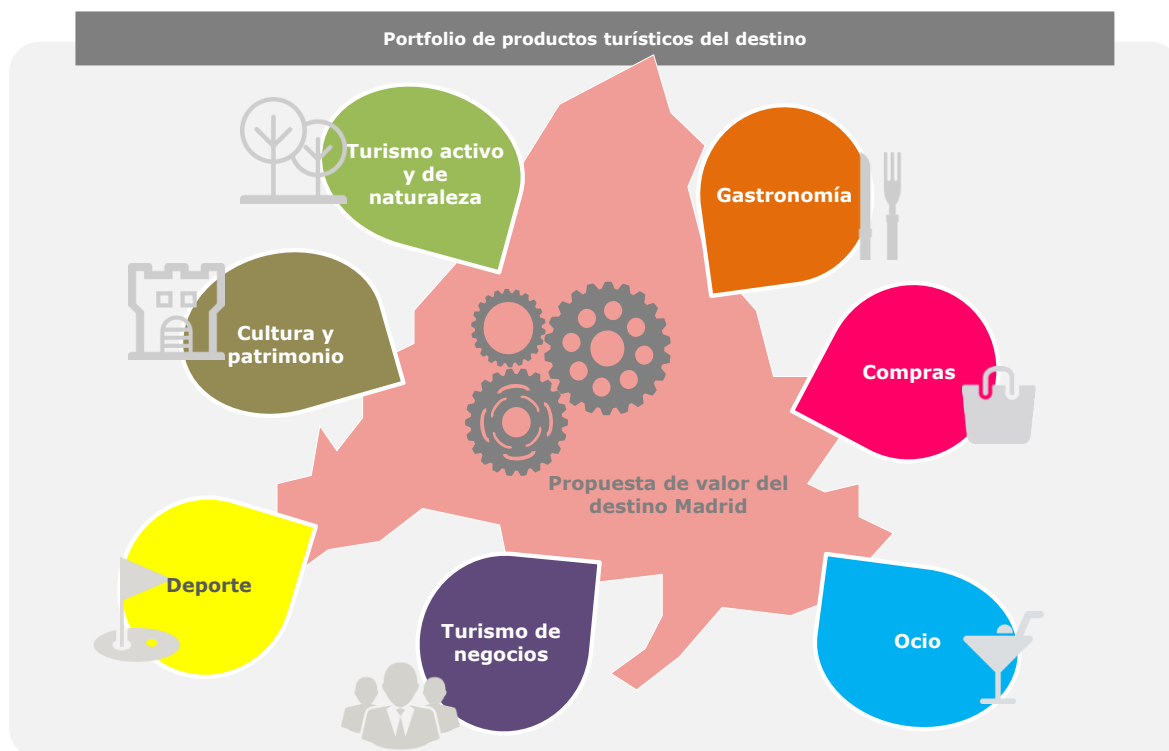 Portfolio de productos turísticos del destino
Turismo activo
y de
naturaleza
Gastronomía
Cultura y
patrimonio
Compras
Propuesta de valor del
destino Madrid
Deporte
Turismo de
negocios
Ocio